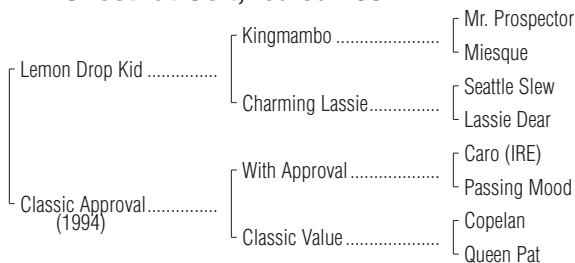 Mr. Prospector
Kingmambo
Miesque
Lemon Drop Kid
Seattle Slew
Charming Lassie
Lassie Dear
Caro (IRE)
With Approval
Passing Mood
Classic Approval
(1994)
Copelan
Classic Value
Queen Pat